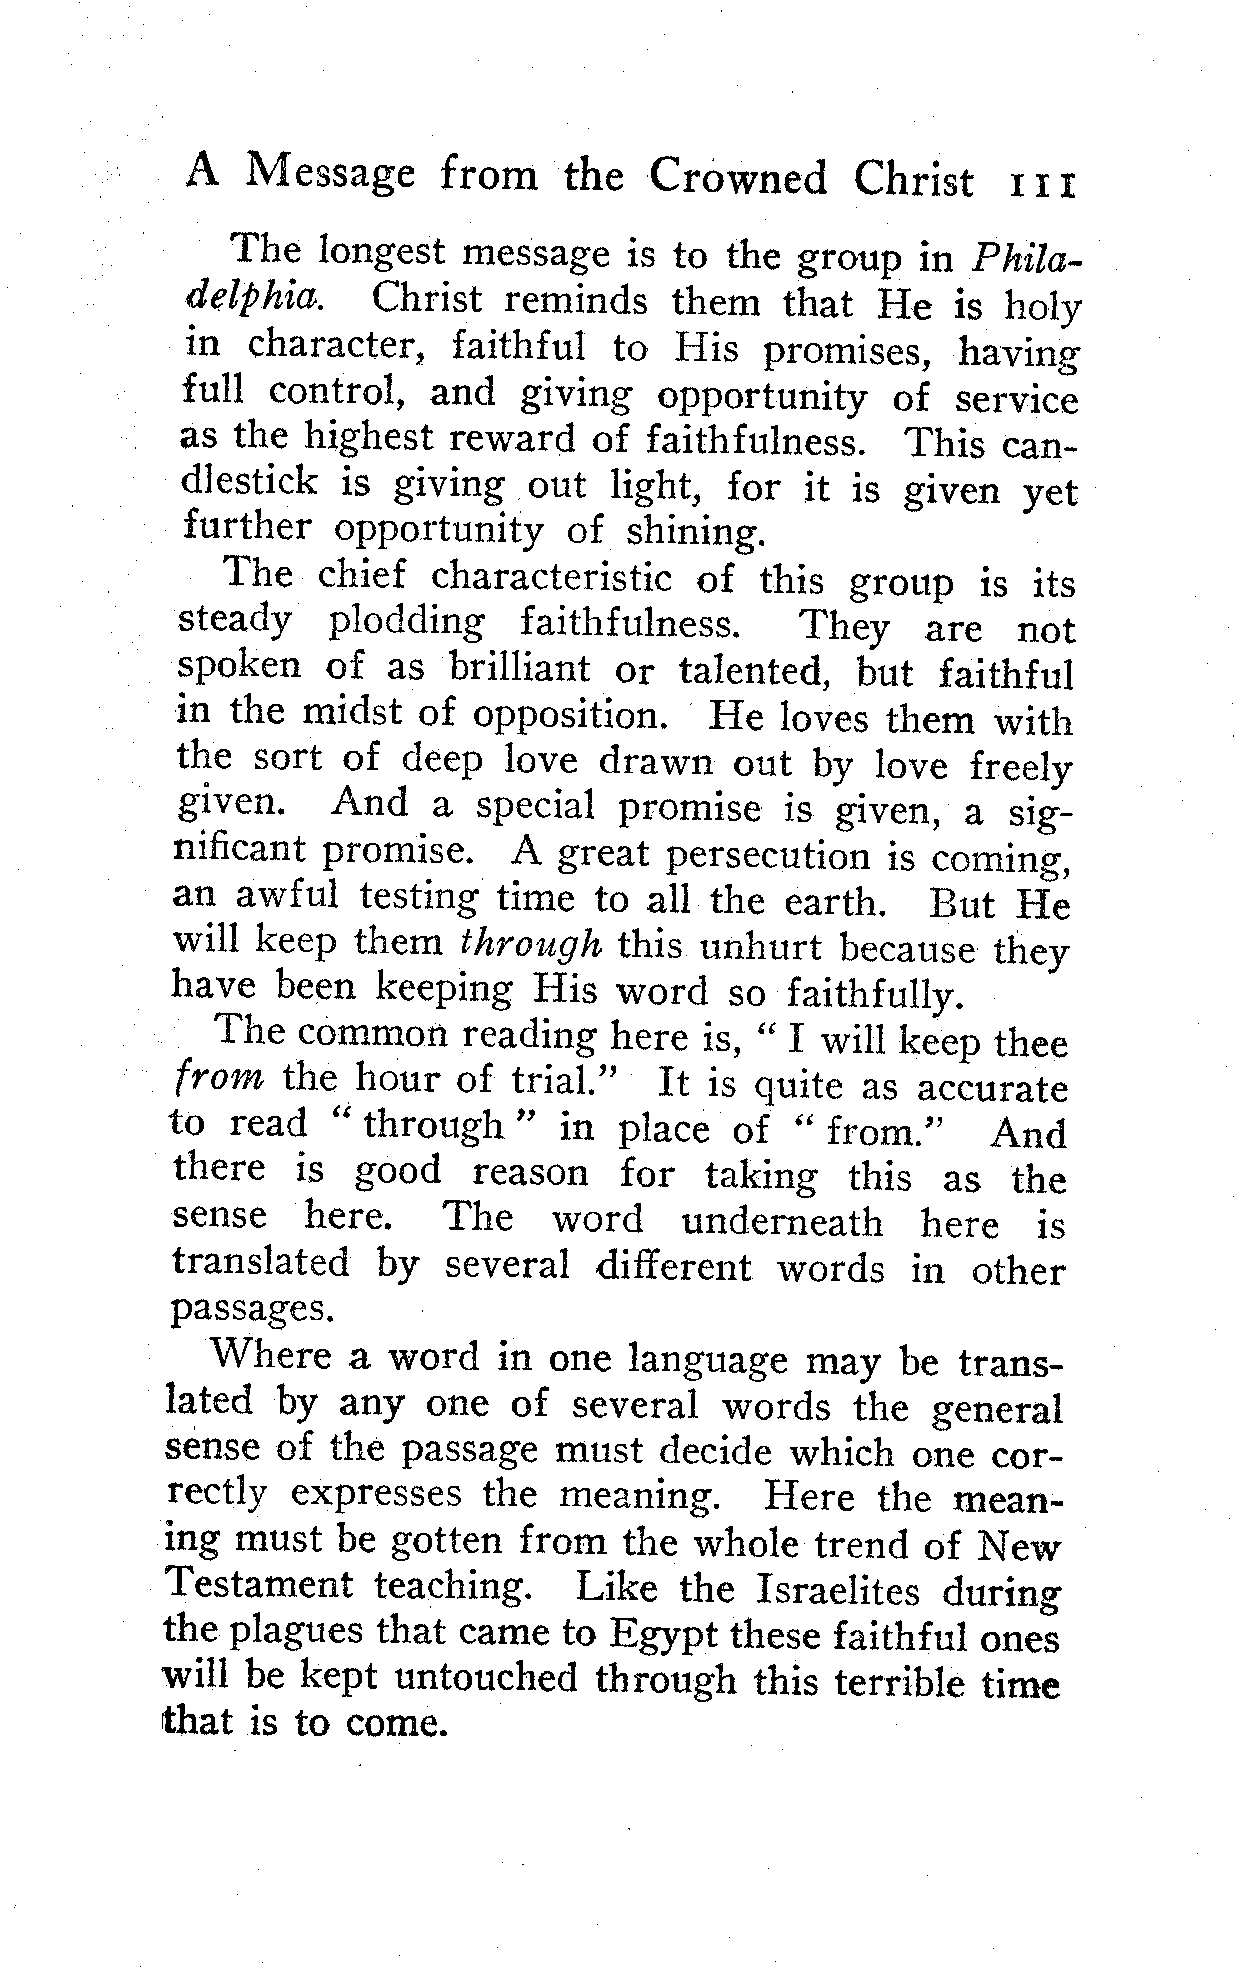 A Message from the Crowned Christ 111
The longest message is to the group in Phila-
delphia. Christ reminds them that He is holy
in character, faithful to His promises, having
full control, and giving opportunity of service
as the highest reward of faithfulness. This can-
dlestick is giving out light, for it is given yet
further opportunity of shining.
The chief characteristic of this group is its
steady plodding faithfulness. They are not
spoken of as brilliant or talented, but faithful
in the midst of opposition. He loves them with
the sort of deep love drawn out by love freely
given. And a special promise is given, a sig-
nificant promise. A great persecution is coming,
an awful testing time to all the earth. But He
will keep them through this unhurt because they
have been keeping His word so faithfully.
The common reading here is, " I will keep thee
from the hour of trial." It is quite as accurate
to read " through " in place of " from." And
there is good reason for taking this as the
sense here. The word underneath here is
translated by several different words in other
passages.
Where a word in one language may be trans-
lated by any one of several words the general
sense of the passage must decide which one cor-
rectly expresses the meaning. Here the mean-
ing must be gotten from the whole trend of New
Testament teaching. Like the Israelites during
the plagues that came to Egypt these faithful ones
will be kept untouched through this terrible time
that is to come.